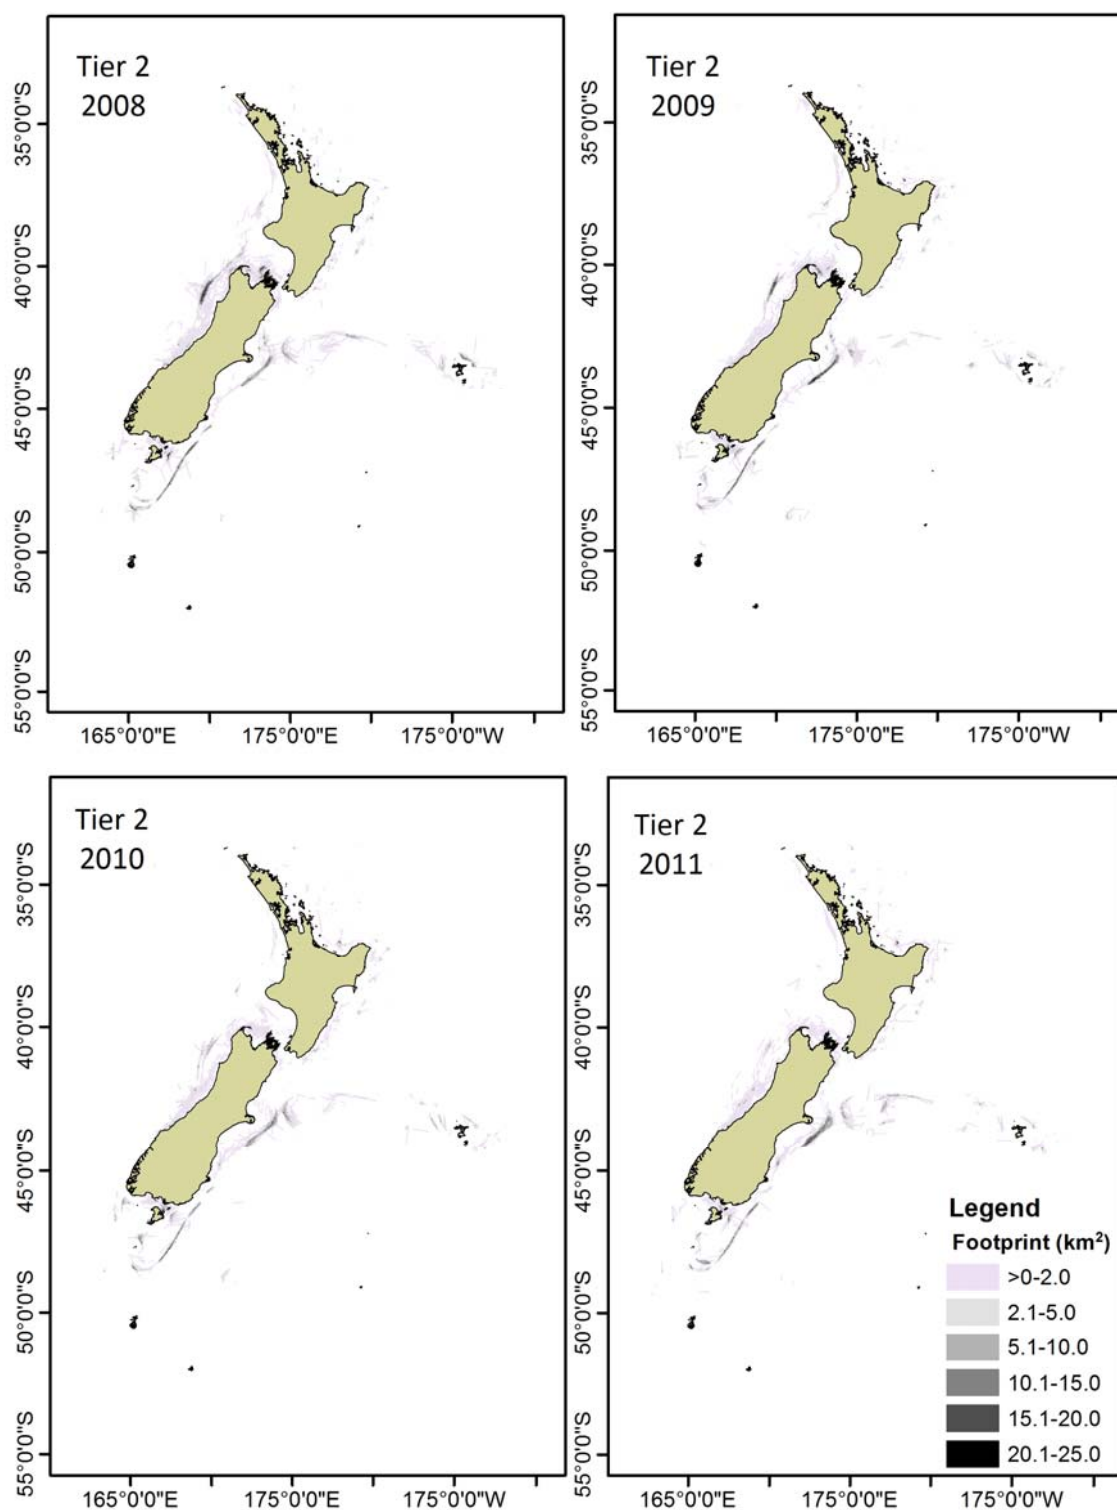 Tier 2
2008
35°0'0"S
40°0'0"S
45°0'0"S
50°0'0"S
55°0'0"S
165°0'0"E
175°0'0"E
175°0'0"W
Tier 2
2009
35°0'0"S
40°0'0"S
45°0'0"S
50°0'0"S
55°0'0"S
165°0'0"E
175°0'0"E
175°0'0"W
Tier 2
2010
35°0'0"S
40°0'0"S
45°0'0"S
50°0'0"S
55°0'0"S
165°0'0"E
175°0'0"E
175°0'0"W
Tier 2
2011
35°0'0"S
40°0'0"S
45°0'0"S
50°0'0"S
55°0'0"S
165°0'0"E
175°0'0"E
175°0'0"W
Legend
Footprint (km²)
>0-2.0
2.1-5.0
5.1-10.0
10.1-15.0
15.1-20.0
20.1-25.0